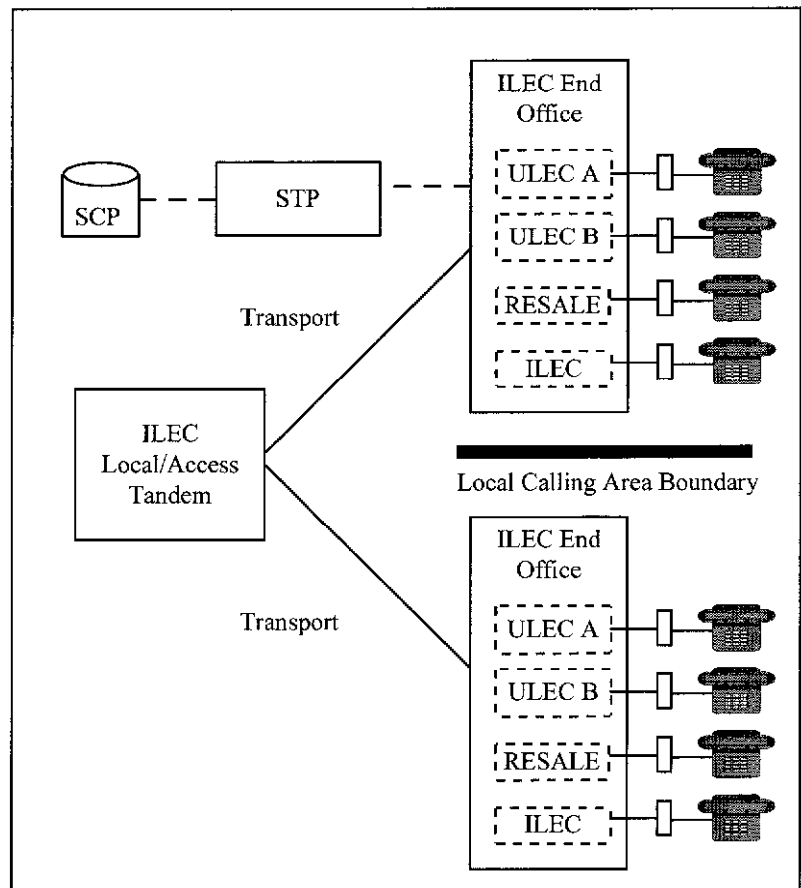 ILEC End
Office
ULEC A
ULEC B
RESALE
ILEC
SCP
STP
Transport
ILEC
Local/Access
Tandem
Local Calling Area Boundary
Transport
ILEC End
Office
ULEC A
ULEC B
RESALE
ILEC